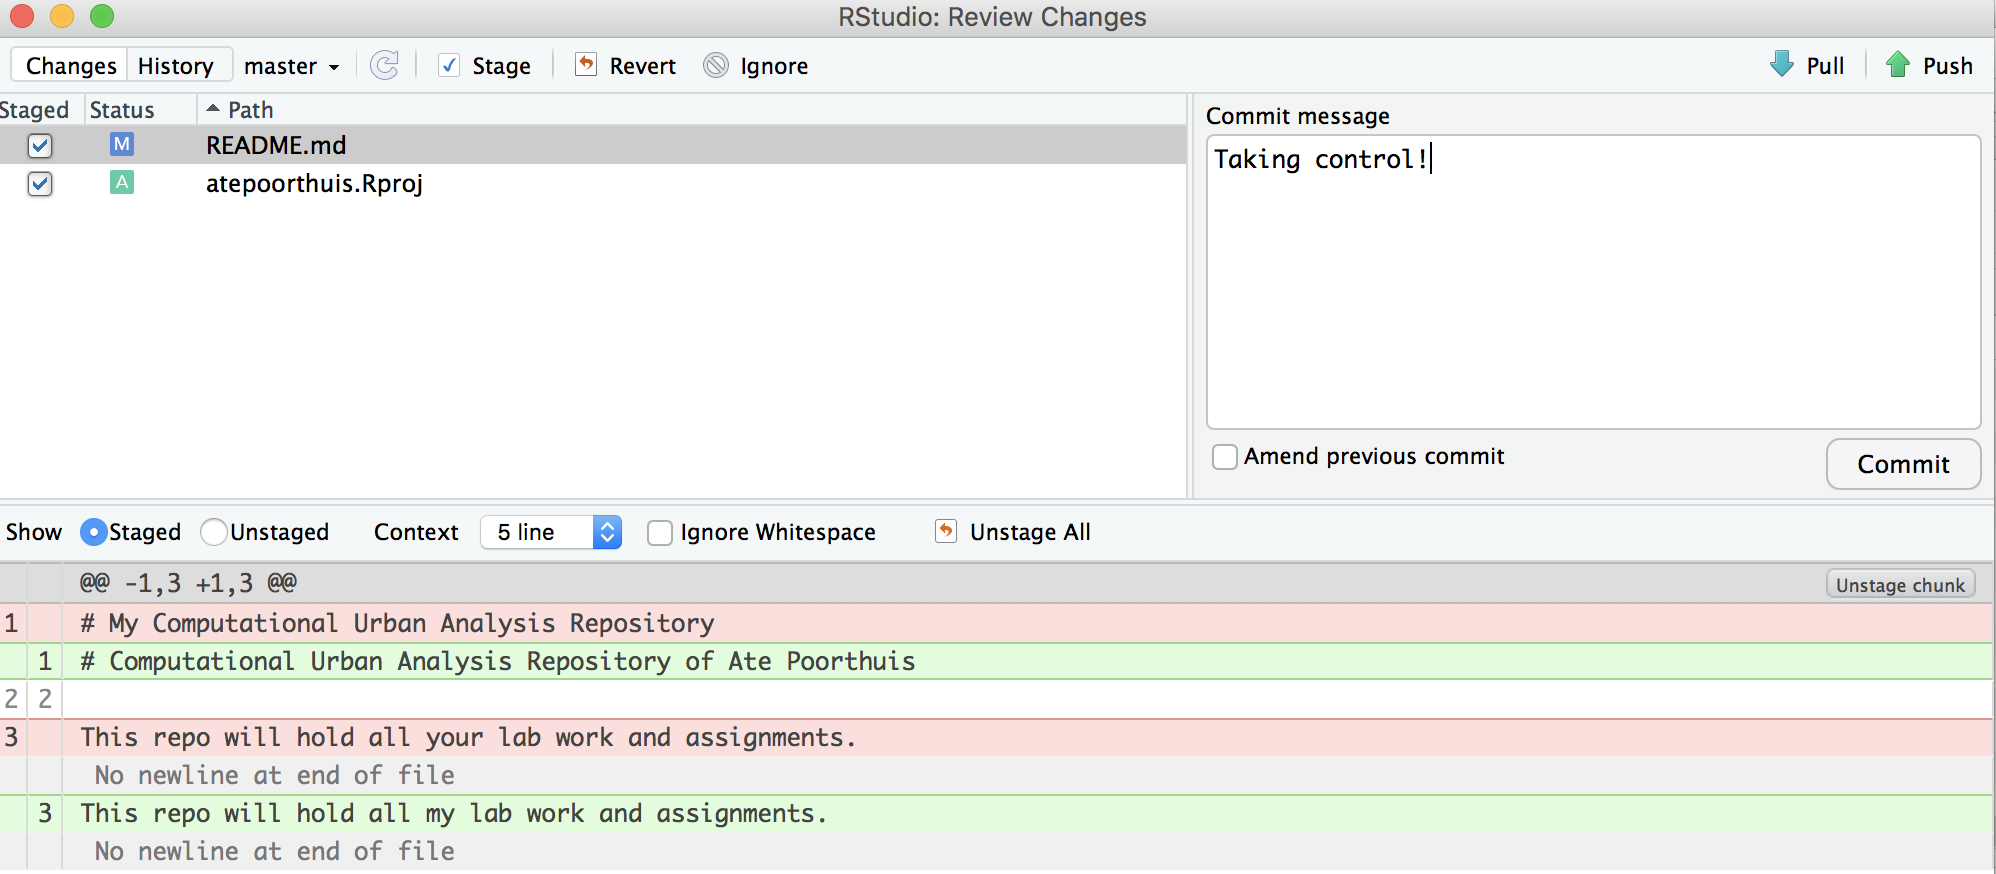 RStudio: Review Changes
Changes History master Stage Revert Ignore Pull Push
Staged Status Path
M README.md
A atepoorthuis.Rproj
Commit message
Taking control!
Amend previous commit
Commit
Show Staged Unstaged Context 5 line Ignore Whitespace Unstage All
@@ -1,3 +1,3 @@ Unstage chunk
1 # My Computational Urban Analysis Repository
1 # Computational Urban Analysis Repository of Ate Poorthuis
2 2
3 This repo will hold all your lab work and assignments.
No newline at end of file
3 This repo will hold all my lab work and assignments.
No newline at end of file